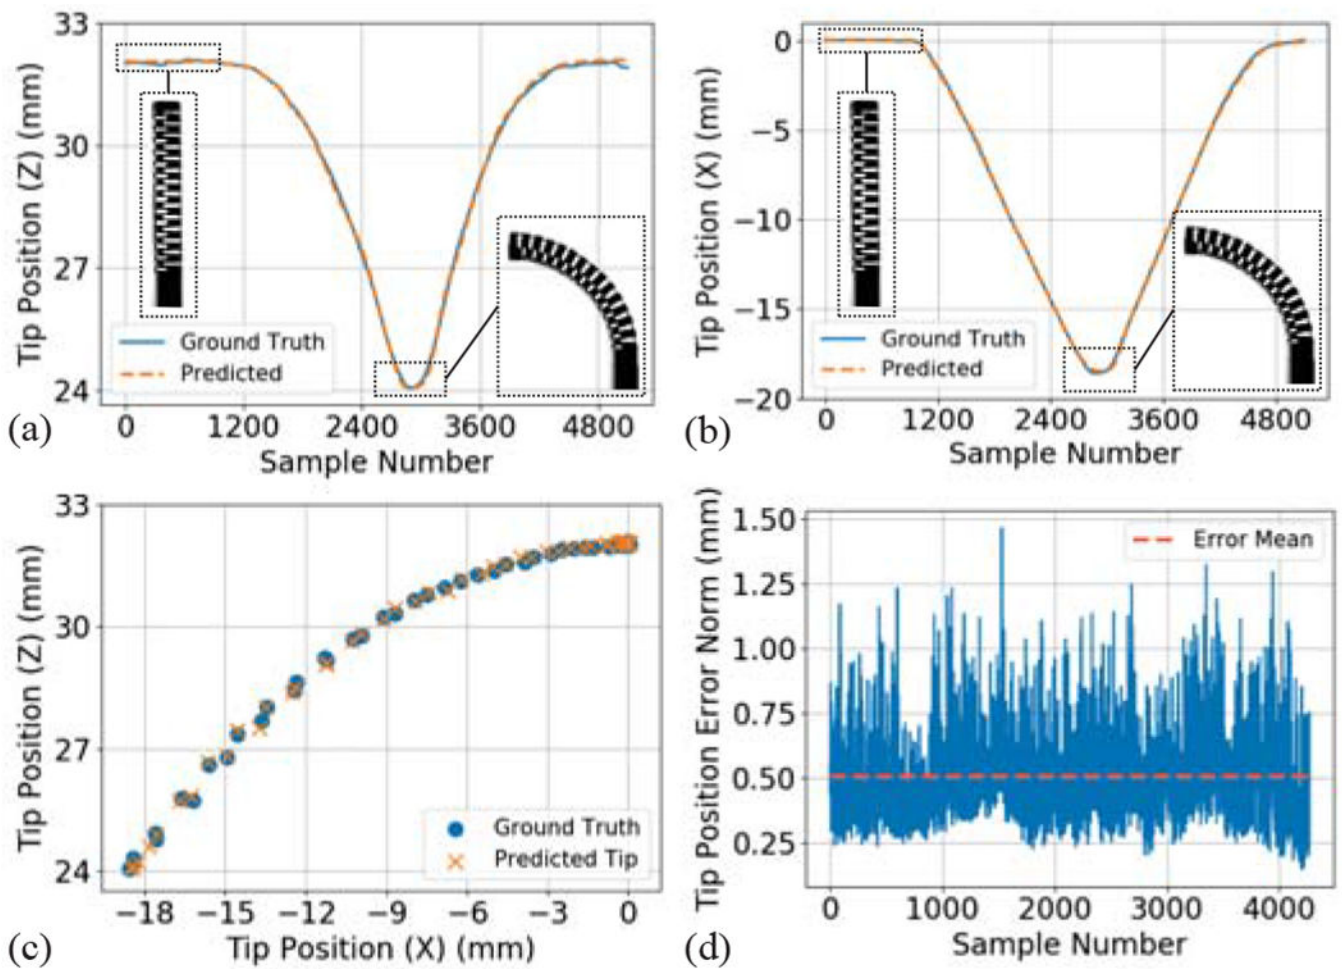 33
30
27
24
Tip Position (Z) (mm)
Ground Truth
Predicted
0 1200 2400 3600 4800
Sample Number
(a)
0
−5
−10
−15
−20
Tip Position (X) (mm)
Ground Truth
Predicted
0 1200 2400 3600 4800
Sample Number
(b)
33
30
27
24
Tip Position (Z) (mm)
Ground Truth
Predicted Tip
−18 −15 −12 −9 −6 −3 0
Tip Position (X) (mm)
(c)
1.50
1.25
1.00
0.75
0.50
0.25
Tip Position Error Norm (mm)
Error Mean
0 1000 2000 3000 4000
Sample Number
(d)